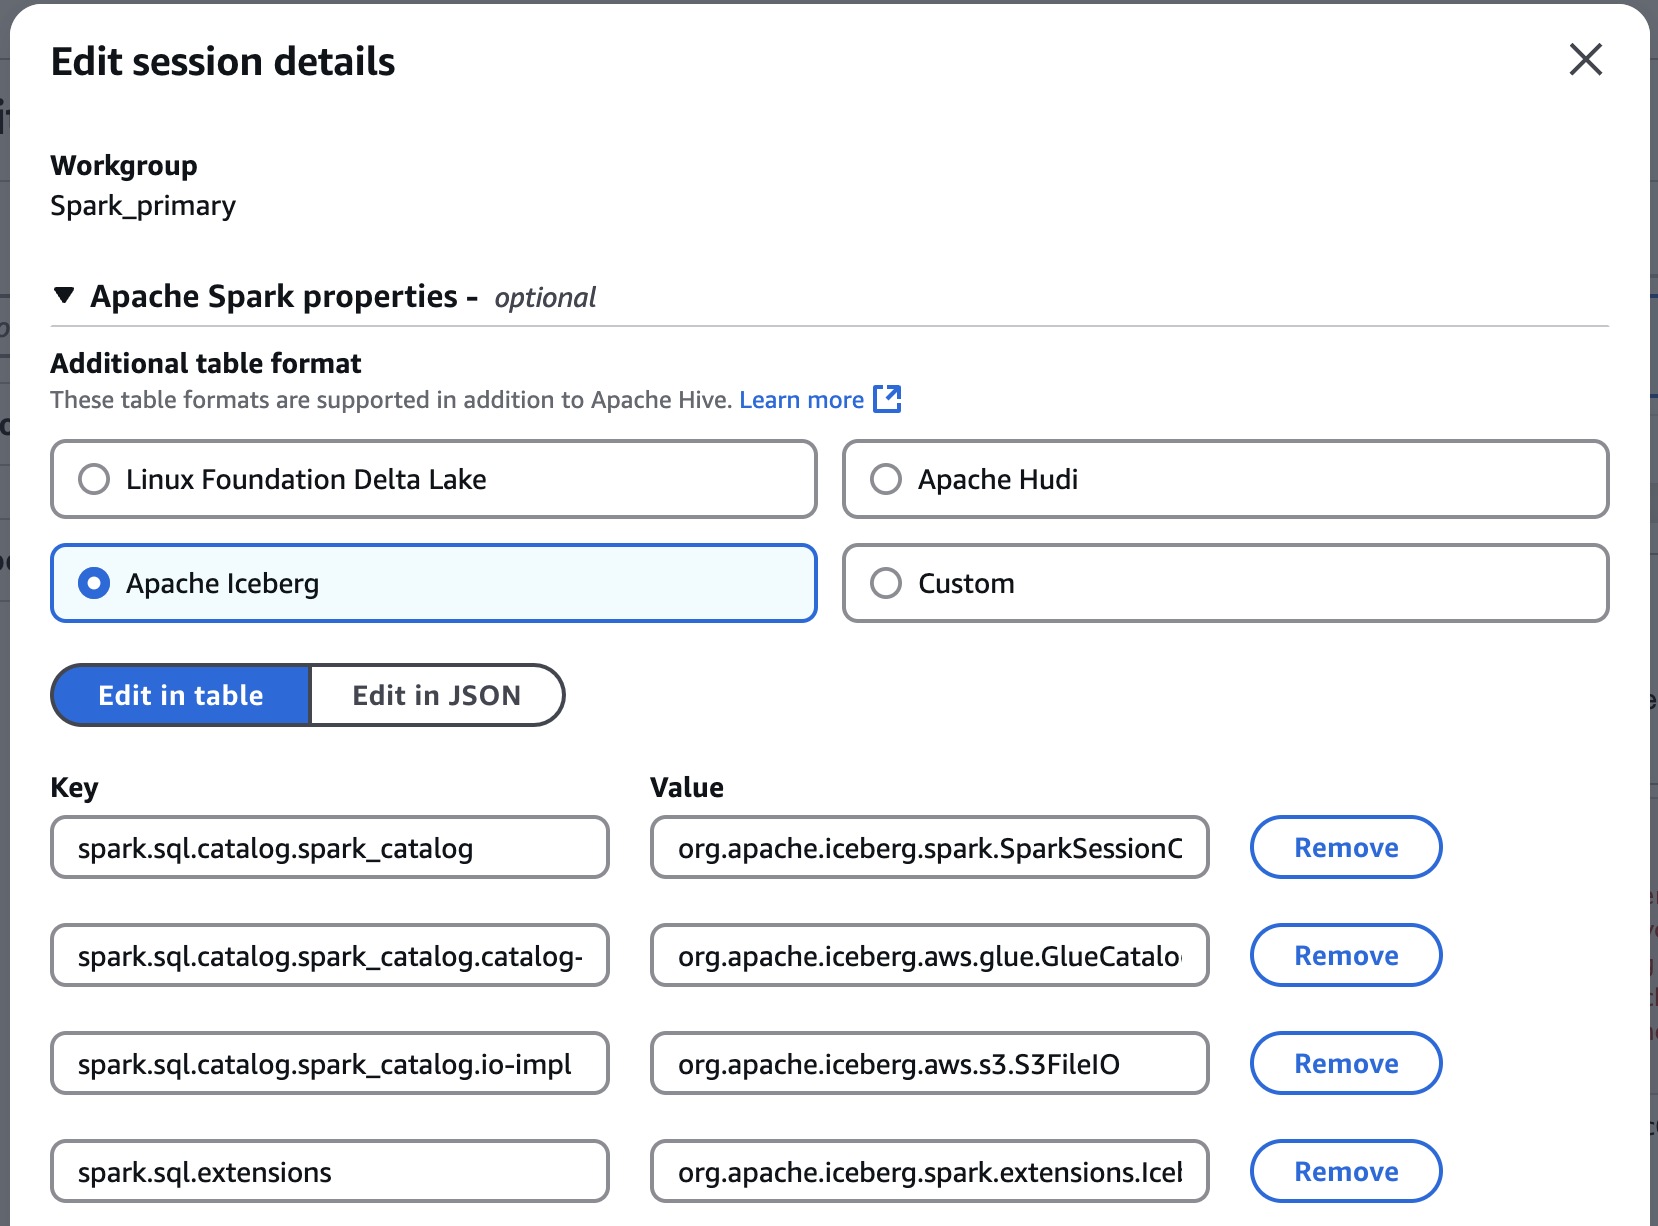 Edit session details
Workgroup
Spark_primary
Apache Spark properties - optional
Additional table format
These table formats are supported in addition to Apache Hive. Learn more
Linux Foundation Delta Lake
Apache Hudi
Apache Iceberg
Custom
Edit in table
Edit in JSON
Key
Value
spark.sql.catalog.spark_catalog
org.apache.iceberg.spark.SparkSessionC
Remove
spark.sql.catalog.spark_catalog.catalog-
org.apache.iceberg.aws.glue.GlueCatalo
Remove
spark.sql.catalog.spark_catalog.io-impl
org.apache.iceberg.aws.s3.S3FileIO
Remove
spark.sql.extensions
org.apache.iceberg.spark.extensions.Ice
Remove